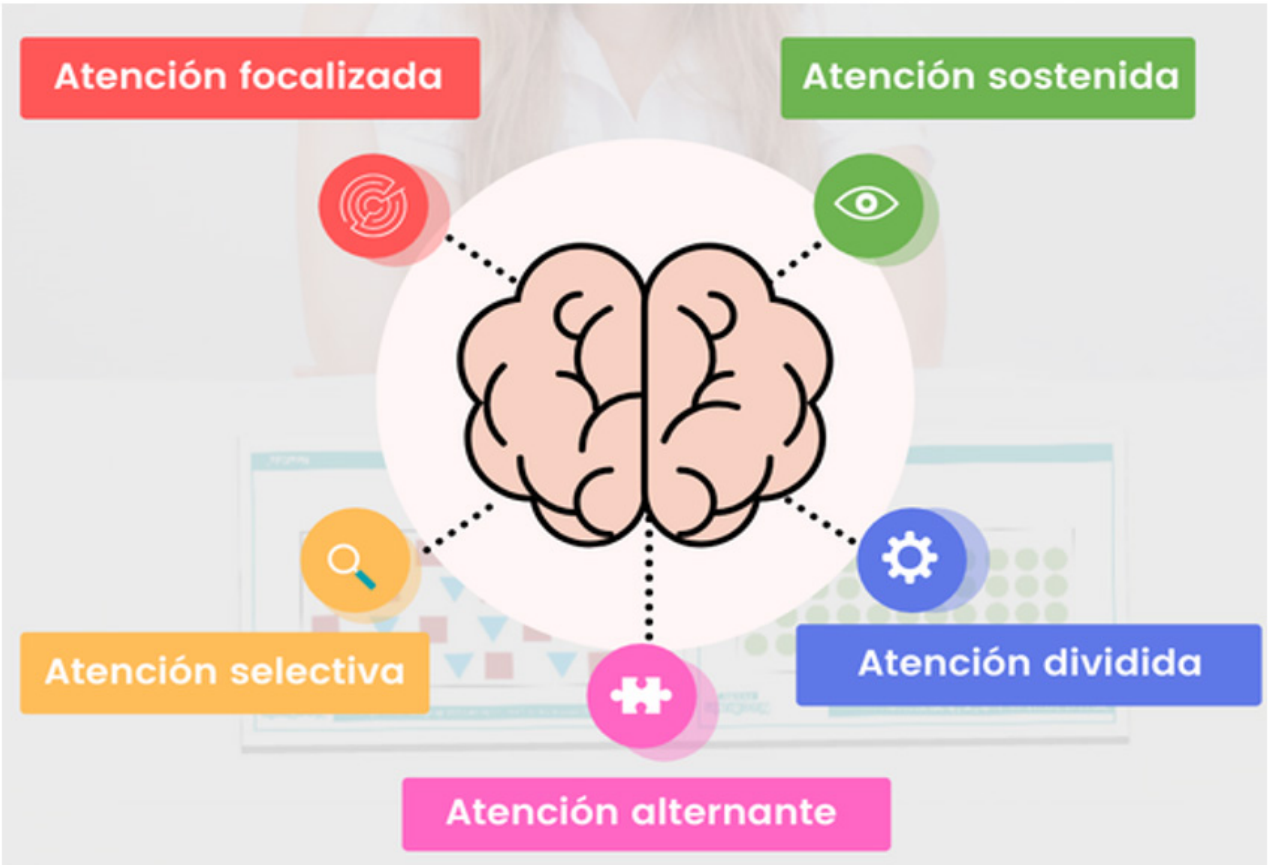 Atención focalizada
Atención sostenida
Atención selectiva
Atención dividida
Atención alternante